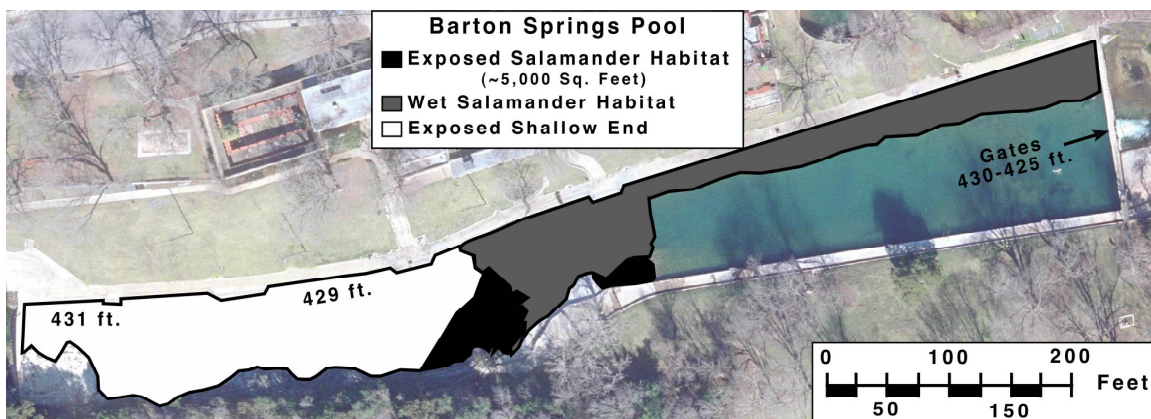 Barton Springs Pool
Exposed Salamander Habitat
(~5,000 Sq. Feet)
Wet Salamander Habitat
Exposed Shallow End
Gates
430-425 ft.
429 ft.
431 ft.
0 100 200
Feet
50 150